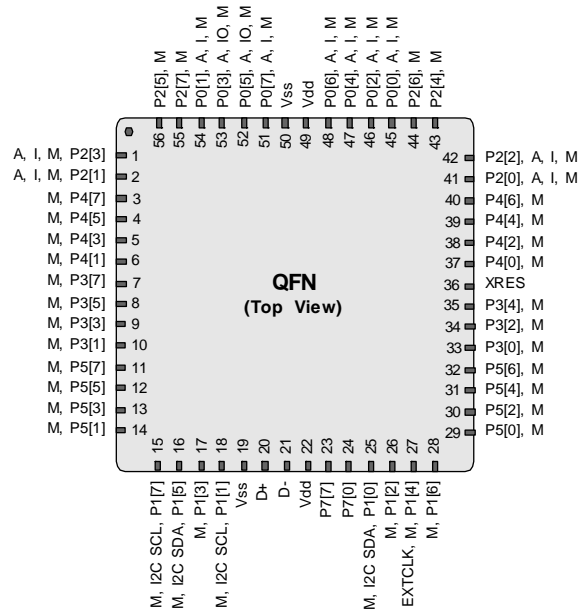 P2[5], M
P2[7], M
P0[1], A, I, M
P0[3], A, IO, M
P0[5], A, IO, M
P0[7], A, I, M
Vss
Vdd
P0[6], A, I, M
P0[4], A, I, M
P0[2], A, I, M
P0[0], A, I, M
P2[6], M
P2[4], M
56
55
54
53
52
51
50
49
48
47
46
45
44
43
A, I, M, P2[3] 1
A, I, M, P2[1] 2
M, P4[7] 3
M, P4[5] 4
M, P4[3] 5
M, P4[1] 6
M, P3[7] 7
M, P3[5] 8
M, P3[3] 9
M, P3[1] 10
M, P5[7] 11
M, P5[5] 12
M, P5[3] 13
M, P5[1] 14
QFN
(Top View)
42 P2[2], A, I, M
41 P2[0], A, I, M
40 P4[6], M
39 P4[4], M
38 P4[2], M
37 P4[0], M
36 XRES
35 P3[4], M
34 P3[2], M
33 P3[0], M
32 P5[6], M
31 P5[4], M
30 P5[2], M
29 P5[0], M
15
16
17
18
19
20
21
22
23
24
25
26
27
28
M, I2C SCL, P1[7]
M, I2C SDA, P1[5]
M, P1[3]
M, I2C SCL, P1[1]
Vss
D+
D-
Vdd
P7[7]
P7[0]
M, I2C SDA, P1[0]
M, P1[2]
EXTCLK, M, P1[4]
M, P1[6]